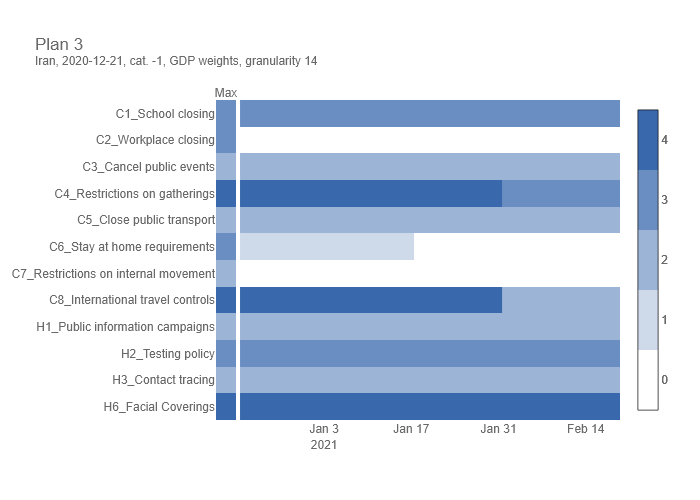 Plan 3
Iran, 2020-12-21, cat. -1, GDP weights, granularity 14
Max
C1_School closing
C2_Workplace closing
C3_Cancel public events
C4_Restrictions on gatherings
C5_Close public transport
C6_Stay at home requirements
C7_Restrictions on internal movement
C8_International travel controls
H1_Public information campaigns
H2_Testing policy
H3_Contact tracing
H6_Facial Coverings
Jan 3 Jan 17 Jan 31 Feb 14
2021
4
3
2
1
0